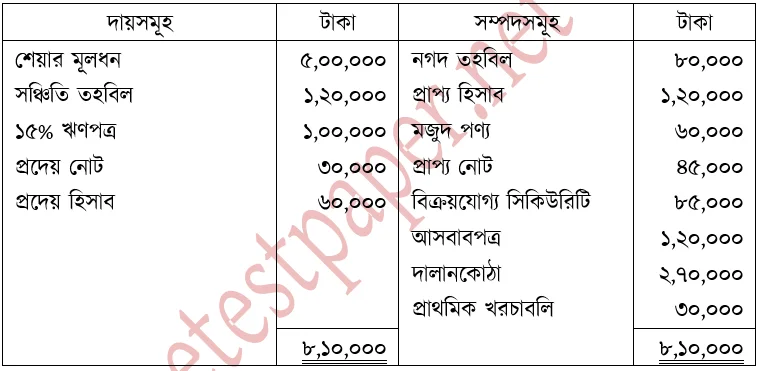 দায়সমূহ টাকা সম্পদসমূহ টাকা
শেয়ার মূলধন ৫,০০,০০০ নগদ তহবিল ৮০,০০০
সঞ্চিতি তহবিল ১,২০,০০০ প্রাপ্য হিসাব ১,২০,০০০
১৫% ঋণপত্র ১,০০,০০০ মজুদ পণ্য ৬০,০০০
প্রদেয় নোট ৩০,০০০ প্রাপ্য নোট ৪৫,০০০
প্রদেয় হিসাব ৬০,০০০ বিক্রয়যোগ্য সিকিউরিটি ৮৫,০০০
আসবাবপত্র ১,২০,০০০
দালানকোঠা ২,৭০,০০০
প্রাথমিক খরচাবলি ৩০,০০০
৮,১০,০০০ ৮,১০,০০০
etestpaper.net